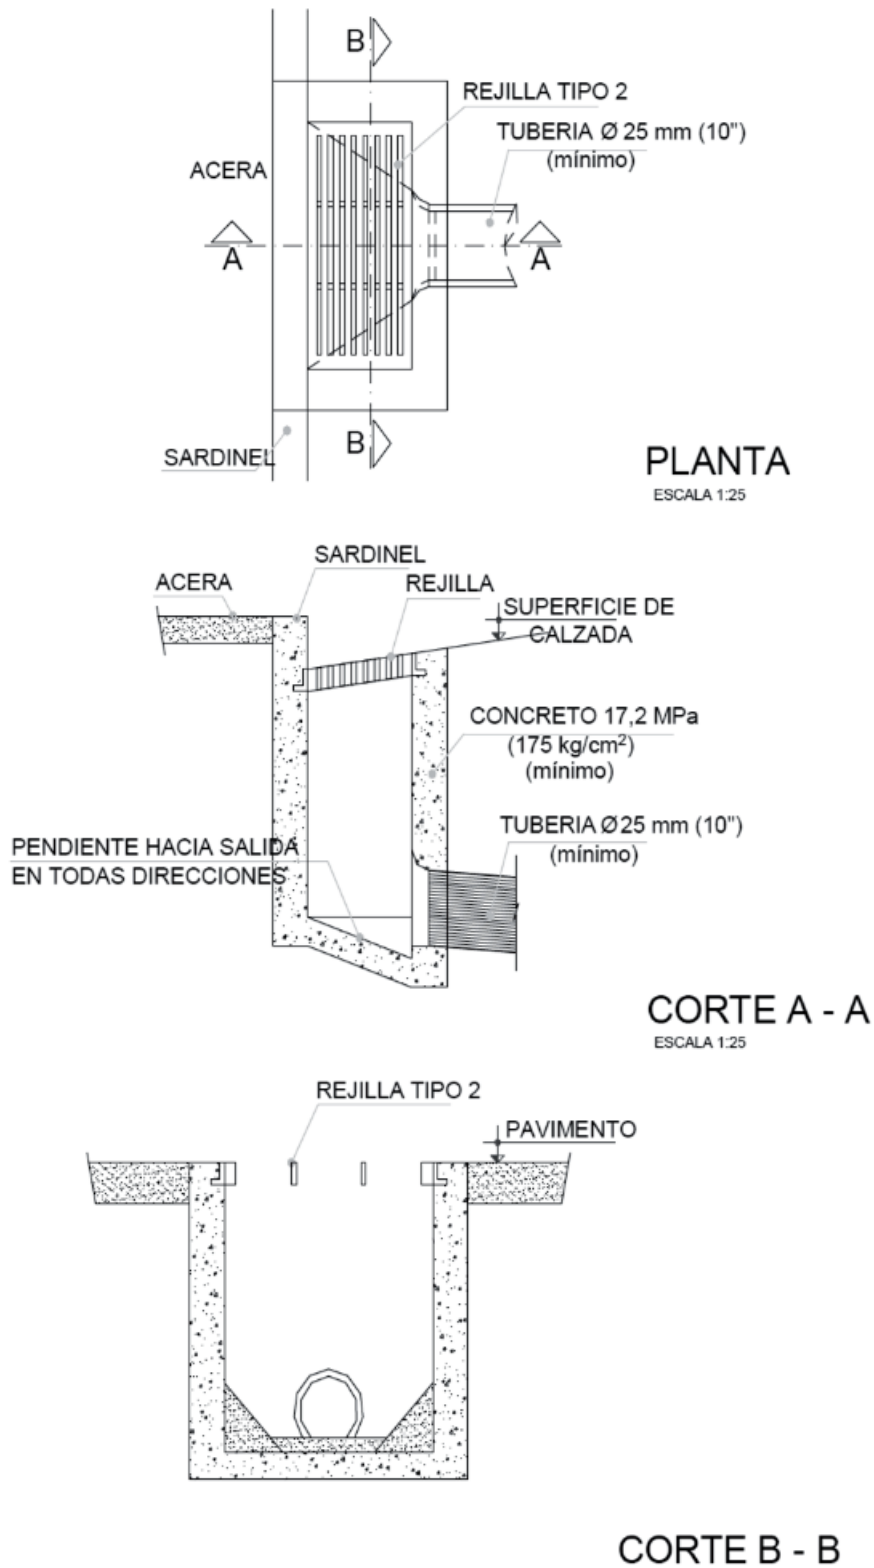 B
REJILLA TIPO 2
TUBERIA Ø 25 mm (10")
(mínimo)
ACERA
A
A
B
SARDINEL
PLANTA
ESCALA 1:25
SARDINEL
ACERA
REJILLA
SUPERFICIE DE
CALZADA
CONCRETO 17,2 MPa
(175 kg/cm²)
(mínimo)
TUBERIA Ø25 mm (10")
(mínimo)
PENDIENTE HACIA SALIDA
EN TODAS DIRECCIONES
CORTE A - A
ESCALA 1:25
REJILLA TIPO 2
PAVIMENTO
CORTE B - B